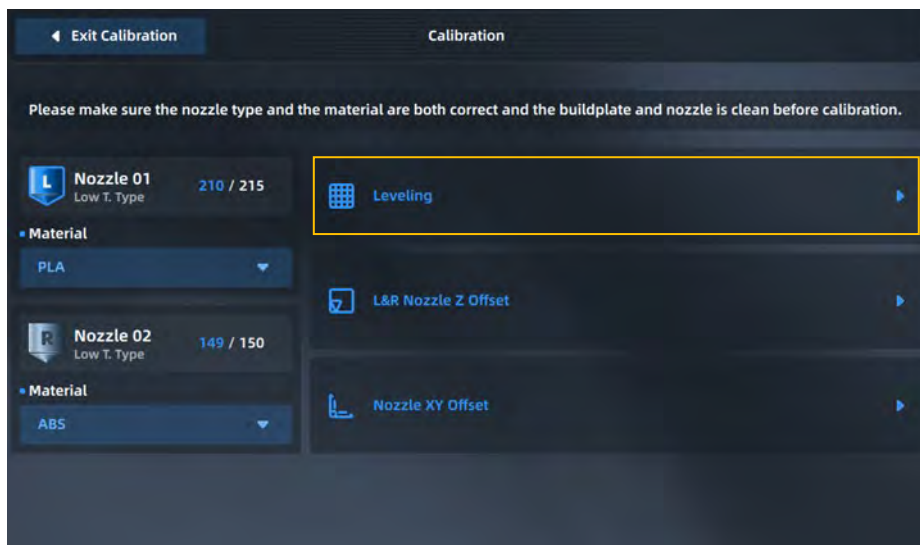 Exit Calibration
Calibration
Please make sure the nozzle type and the material are both correct and the buildplate and nozzle is clean before calibration.
L
Nozzle 01
210 / 215
Low T. Type
Material
PLA
R
Nozzle 02
149 / 150
Low T. Type
Material
ABS
Leveling
L&R Nozzle Z Offset
Nozzle XY Offset